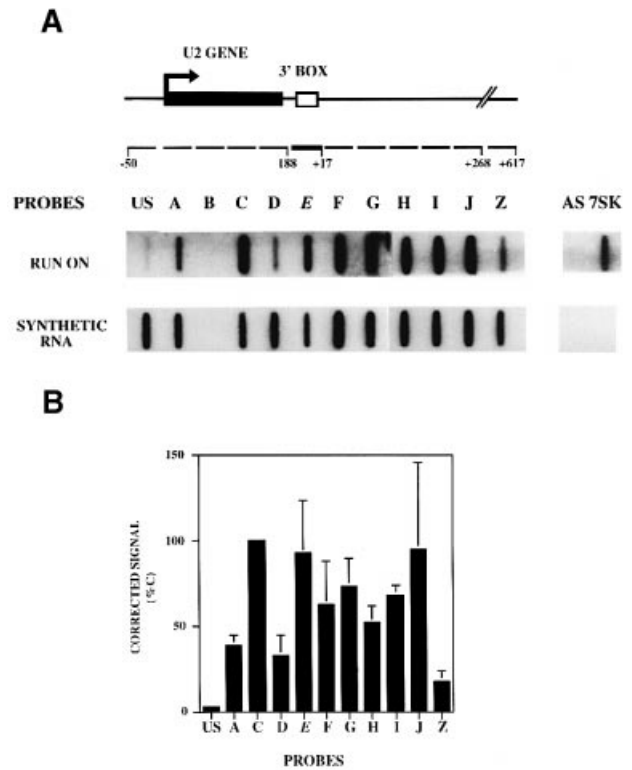 A
U2 GENE
3' BOX
-50 188 +17 +268 +617
PROBES US A B C D E F G H I J Z AS 7SK
RUN ON
SYNTHETIC
RNA
B
CORRECTED SIGNAL
(%C)
150
100
50
0
US A C D E F G H I J Z
PROBES